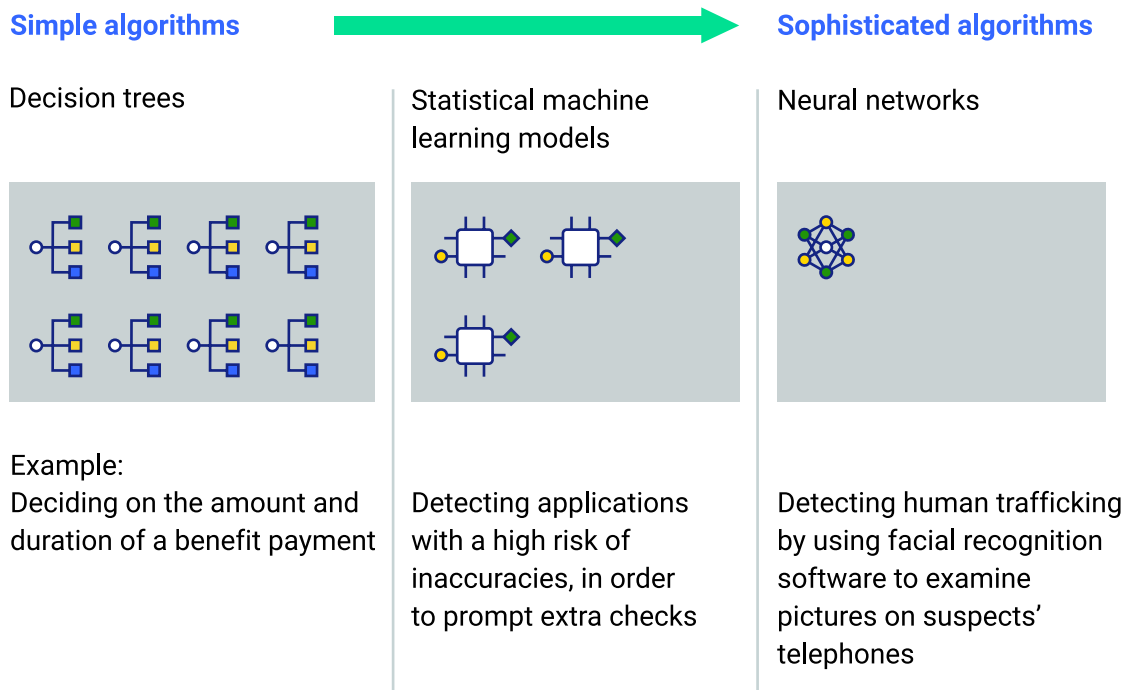 Simple algorithms
Sophisticated algorithms
Decision trees
Statistical machine
learning models
Neural networks
Example:
Deciding on the amount and
duration of a benefit payment
Detecting applications
with a high risk of
inaccuracies, in order
to prompt extra checks
Detecting human trafficking
by using facial recognition
software to examine
pictures on suspects’
telephones